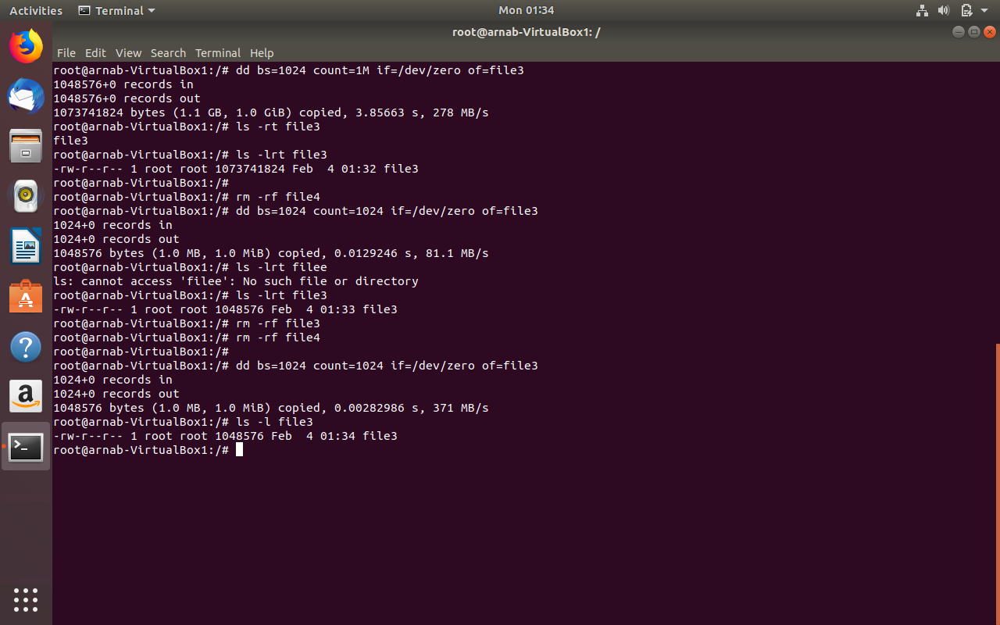 Activities Terminal Mon 01:34
root@arnab-VirtualBox1: /
File Edit View Search Terminal Help
root@arnab-VirtualBox1:/# dd bs=1024 count=1M if=/dev/zero of=file3
1048576+0 records in
1048576+0 records out
1073741824 bytes (1.1 GB, 1.0 GiB) copied, 3.85663 s, 278 MB/s
root@arnab-VirtualBox1:/# ls -rt file3
file3
root@arnab-VirtualBox1:/# ls -lrt file3
-rw-r--r-- 1 root root 1073741824 Feb  4 01:32 file3
root@arnab-VirtualBox1:/#
root@arnab-VirtualBox1:/# rm -rf file4
root@arnab-VirtualBox1:/# dd bs=1024 count=1024 if=/dev/zero of=file3
1024+0 records in
1024+0 records out
1048576 bytes (1.0 MB, 1.0 MiB) copied, 0.0129246 s, 81.1 MB/s
root@arnab-VirtualBox1:/# ls -lrt filee
ls: cannot access 'filee': No such file or directory
root@arnab-VirtualBox1:/# ls -lrt file3
-rw-r--r-- 1 root root 1048576 Feb  4 01:33 file3
root@arnab-VirtualBox1:/# rm -rf file3
root@arnab-VirtualBox1:/# rm -rf file4
root@arnab-VirtualBox1:/#
root@arnab-VirtualBox1:/# dd bs=1024 count=1024 if=/dev/zero of=file3
1024+0 records in
1024+0 records out
1048576 bytes (1.0 MB, 1.0 MiB) copied, 0.00282986 s, 371 MB/s
root@arnab-VirtualBox1:/# ls -l file3
-rw-r--r-- 1 root root 1048576 Feb  4 01:34 file3
root@arnab-VirtualBox1:/#